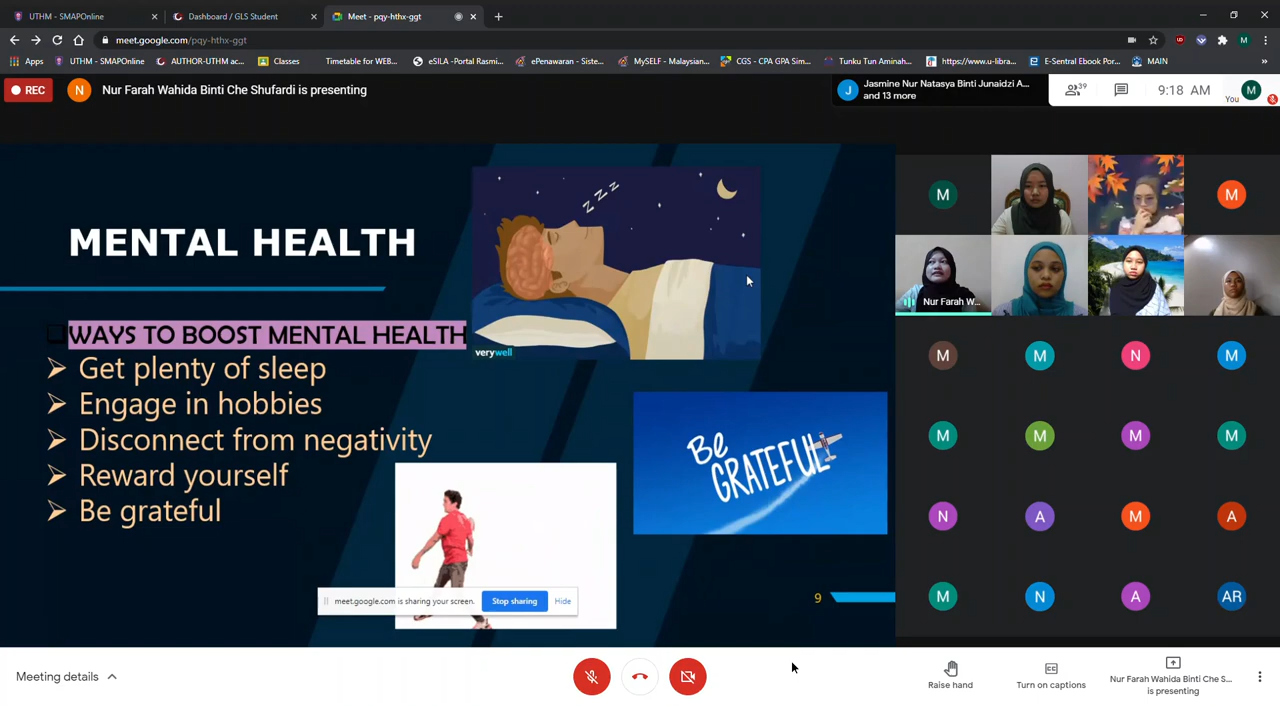 UTHM - SMAPOnline
Dashboard / GLS Student
Meet - pqy-hthx-ggt
meet.google.com/pqy-hthx-ggt
M
Apps
UTHM - SMAPOnline
AUTHOR-UTHM ac...
Classes
Timetable for WEB...
eSILA -Portal Rasmi...
ePenawaran - Siste...
MySELF - Malaysian...
CGS - CPA GPA Sim...
Tunku Tun Aminah...
https://www.u-libra...
E-Sentral Ebook Por...
MAIN
REC
N
Nur Farah Wahida Binti Che Shufardi is presenting
J
Jasmine Nur Natasya Binti Junaidzi A...
and 13 more
39
9:18 AM
You
M
MENTAL HEALTH
WAYS TO BOOST MENTAL HEALTH
Get plenty of sleep
Engage in hobbies
Disconnect from negativity
Reward yourself
Be grateful
zzz
verywell
Be
GRATEFUL
meet.google.com is sharing your screen.
Stop sharing
Hide
9
M
M
Nur Farah W...
M
M
N
M
M
M
M
M
N
A
M
A
M
N
A
AR
Meeting details
Raise hand
CC
Turn on captions
Nur Farah Wahida Binti Che S...
is presenting